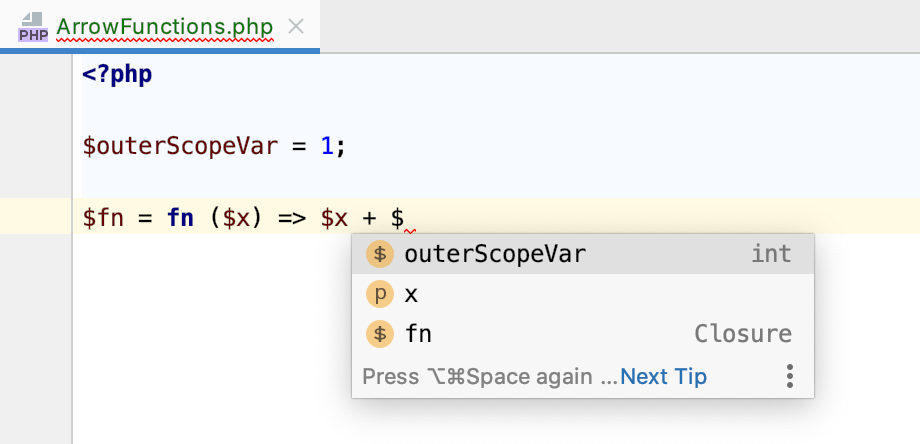 PHP ArrowFunctions.php ×
<?php
$outerScopeVar = 1;
$fn = fn ($x) => $x + $
$ outerScopeVar int
p x
$ fn Closure
Press ⌥⌘Space again ...Next Tip